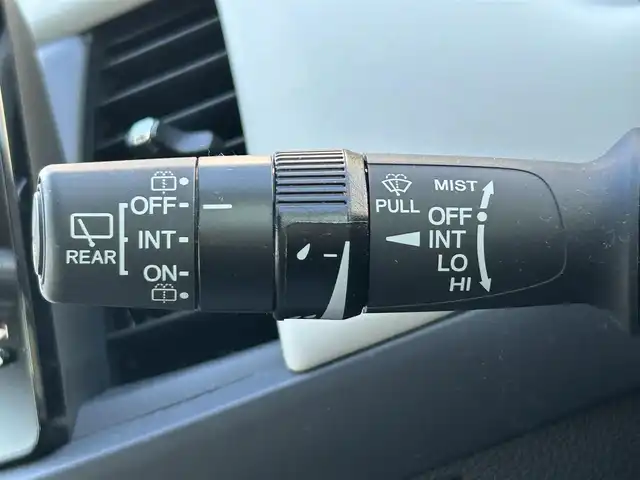 OFF
INT
ON
REAR
PULL
MIST
OFF
INT
LO
HI